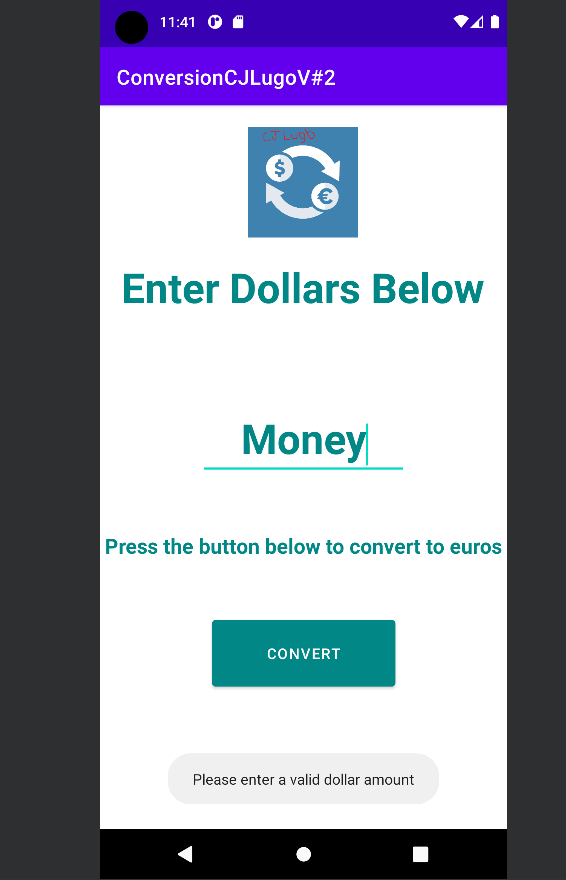 11:41
ConversionCJLugoV#2
CJ Lugo
$
€
Enter Dollars Below
Money
Press the button below to convert to euros
CONVERT
Please enter a valid dollar amount